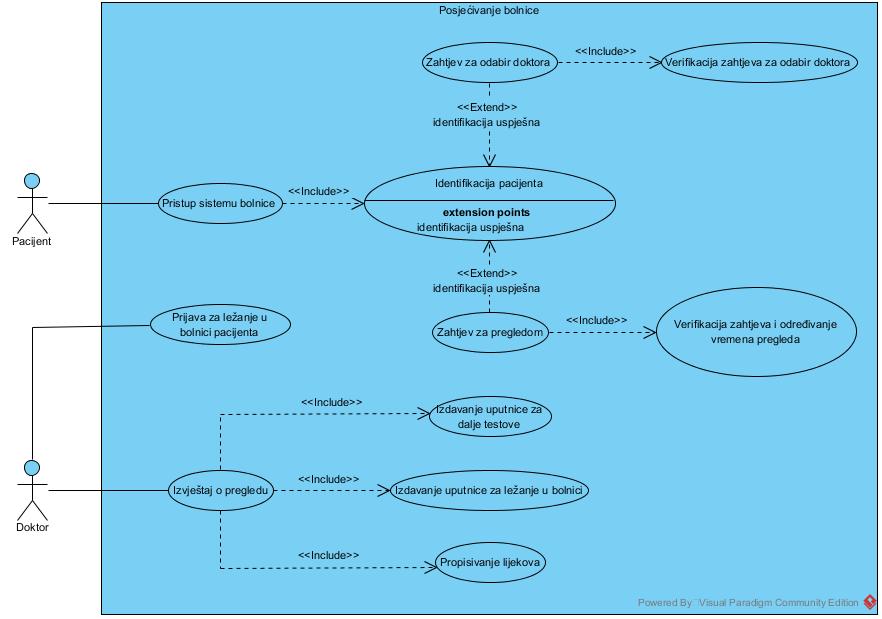 Posjećivanje bolnice
Zahtjev za odabir doktora
<<Include>>
Verifikacija zahtjeva za odabir doktora
<<Extend>>
identifikacija uspješna
Pacijent
Pristup sistemu bolnice
<<Include>>
Identifikacija pacijenta
extension points
identifikacija uspješna
<<Extend>>
identifikacija uspješna
Prijava za ležanje u
bolnici pacijenta
Zahtjev za pregledom
<<Include>>
Verifikacija zahtjeva i određivanje
vremena pregleda
<<Include>>
Izdavanje uputnice za
dalje testove
Doktor
Izvještaj o pregledu
<<Include>>
Izdavanje uputnice za ležanje u bolnici
<<Include>>
Propisivanje lijekova
Powered By Visual Paradigm Community Edition